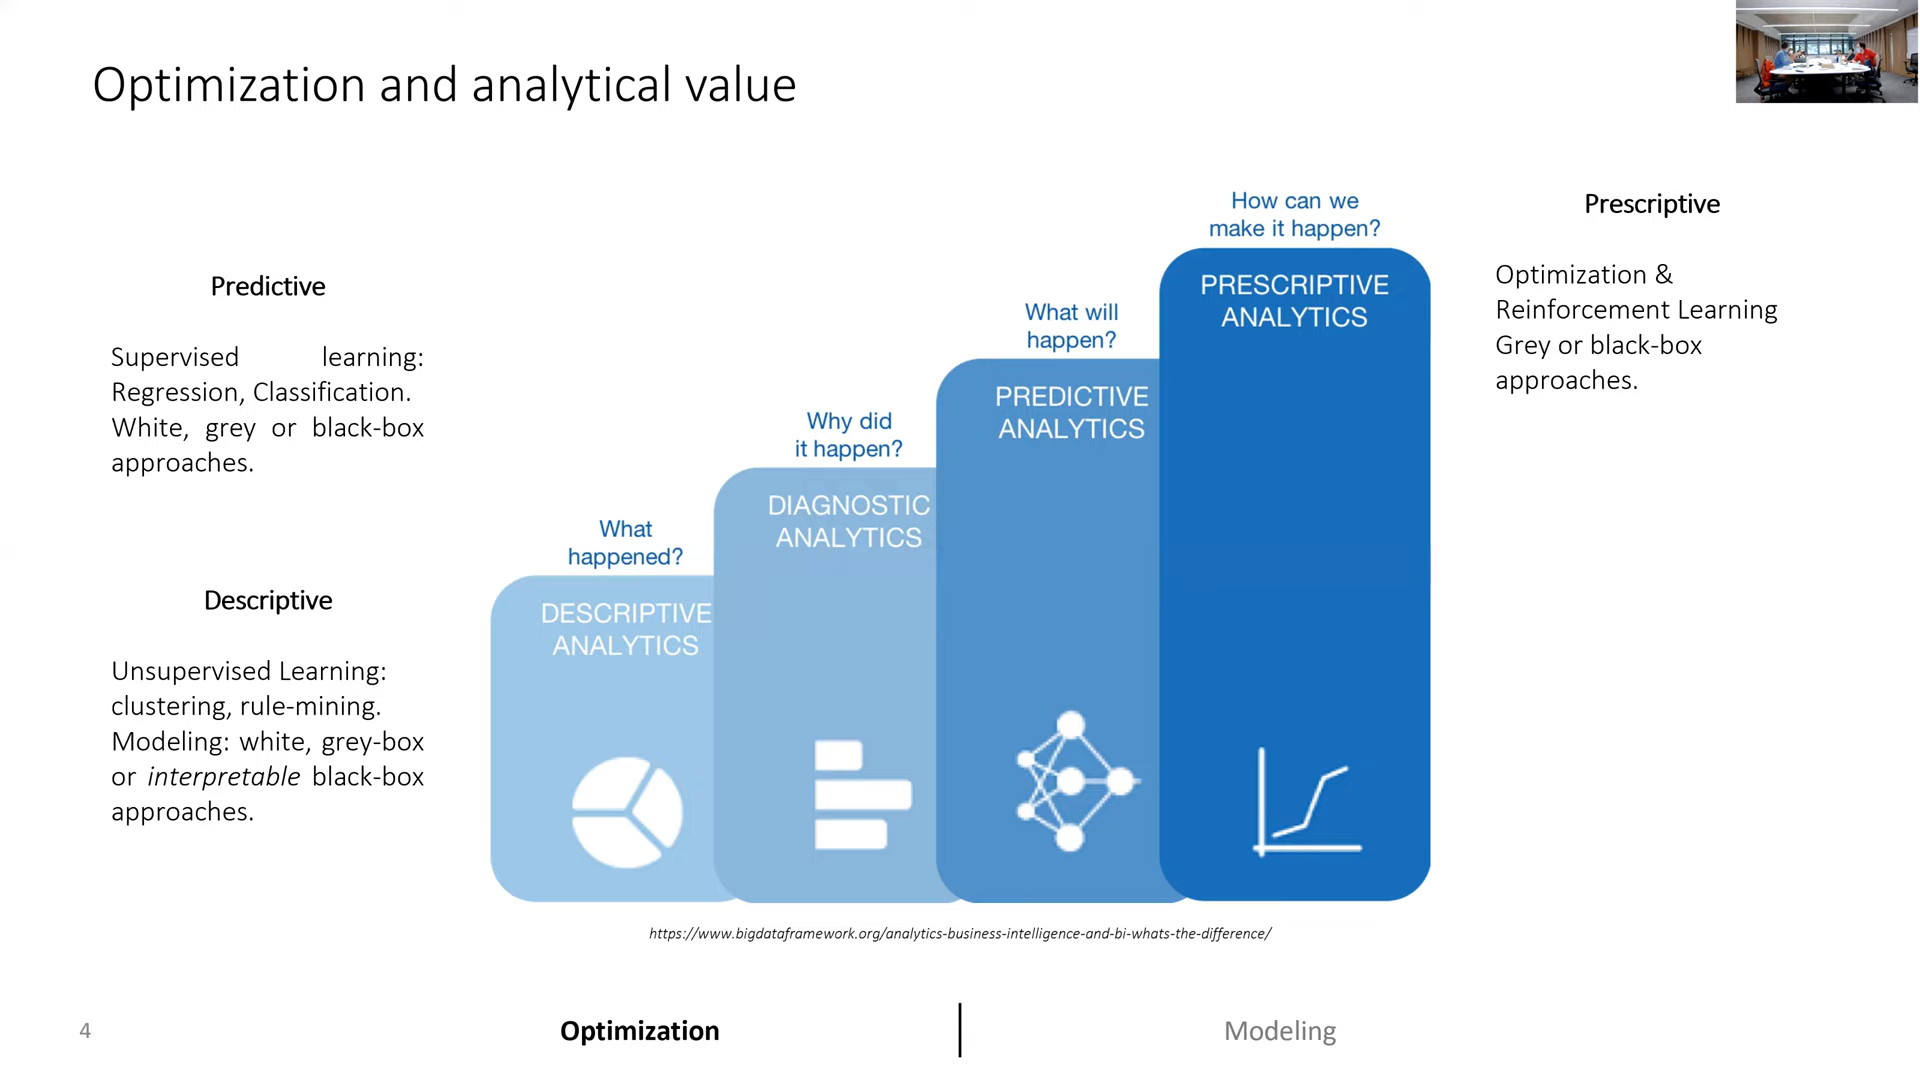 Optimization and analytical value
Predictive
Supervised learning:
Regression, Classification.
White, grey or black-box
approaches.
Descriptive
Unsupervised Learning:
clustering, rule-mining.
Modeling: white, grey-box
or interpretable black-box
approaches.
What
happened?
DESCRIPTIVE
ANALYTICS
Why did
it happen?
DIAGNOSTIC
ANALYTICS
What will
happen?
PREDICTIVE
ANALYTICS
How can we
make it happen?
PRESCRIPTIVE
ANALYTICS
Prescriptive
Optimization &
Reinforcement Learning
Grey or black-box
approaches.
https://www.bigdataframework.org/analytics-business-intelligence-and-bi-whats-the-difference/
4
Optimization
Modeling